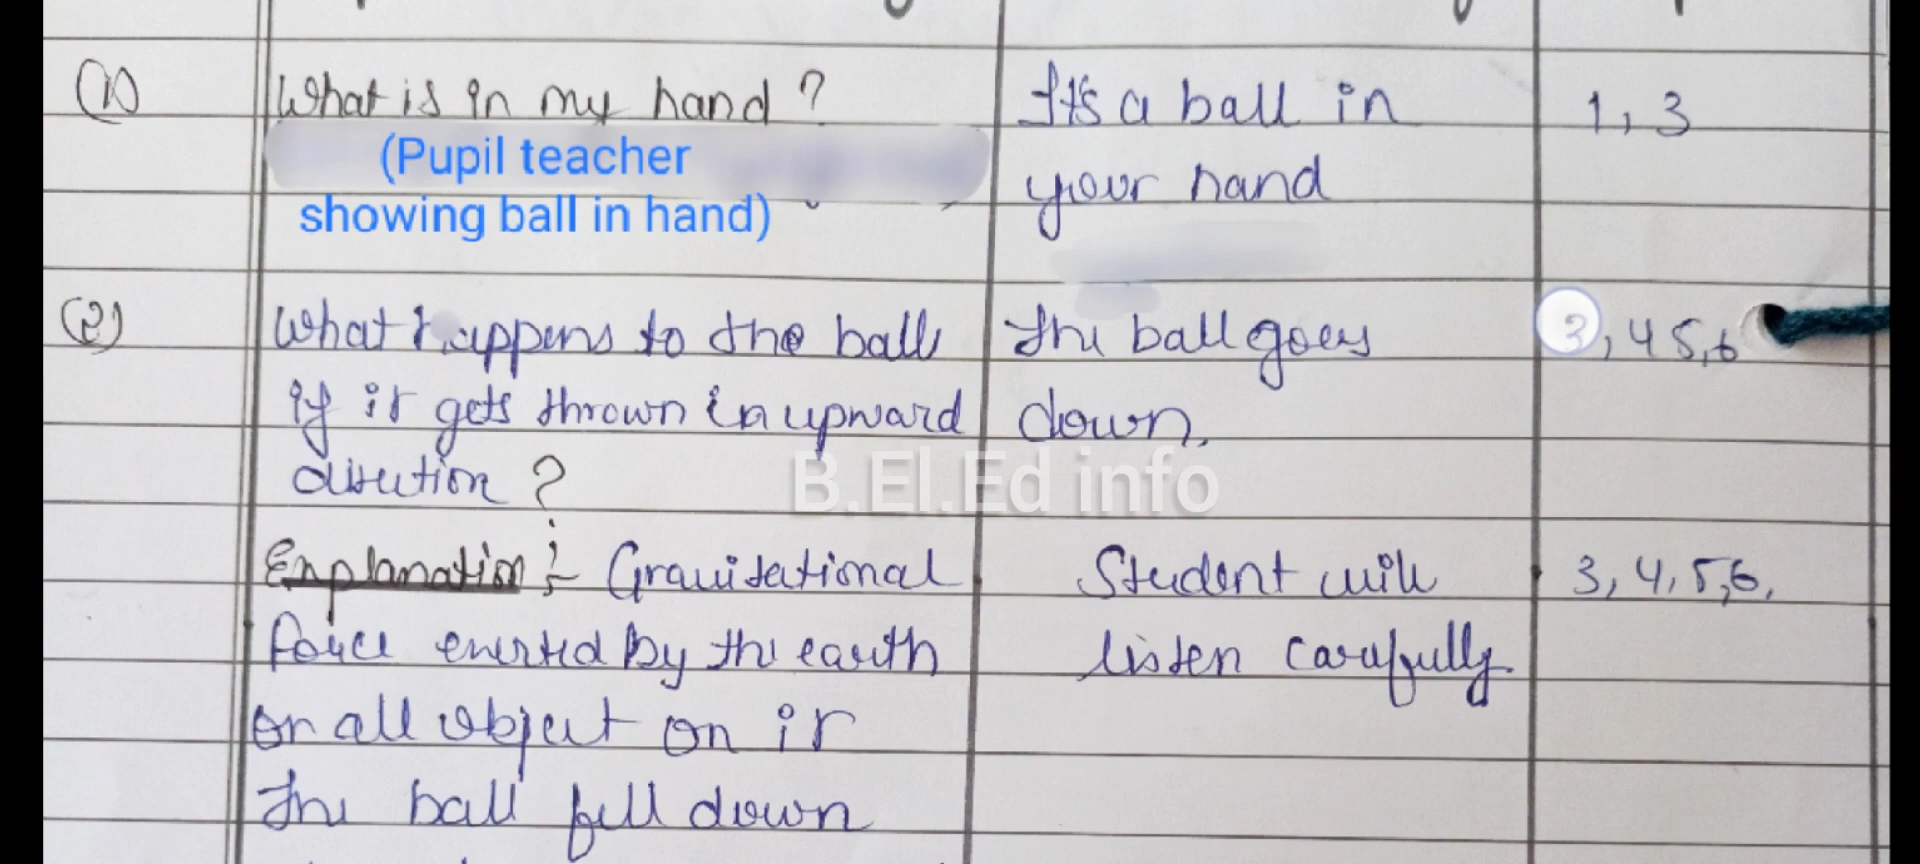 (1)
What is in my hand ?
(Pupil teacher
showing ball in hand)
It's a ball in
your hand
1, 3
(2)
What happens to the ball
if it gets thrown in upward
direction ?
The ball goes
down.
3, 4 5, 6
B.El.Ed info
Explanation :- Gravitational
force exerted by the earth
on all object on it
The ball fell down
Student will
listen carefully.
3, 4, 5, 6,